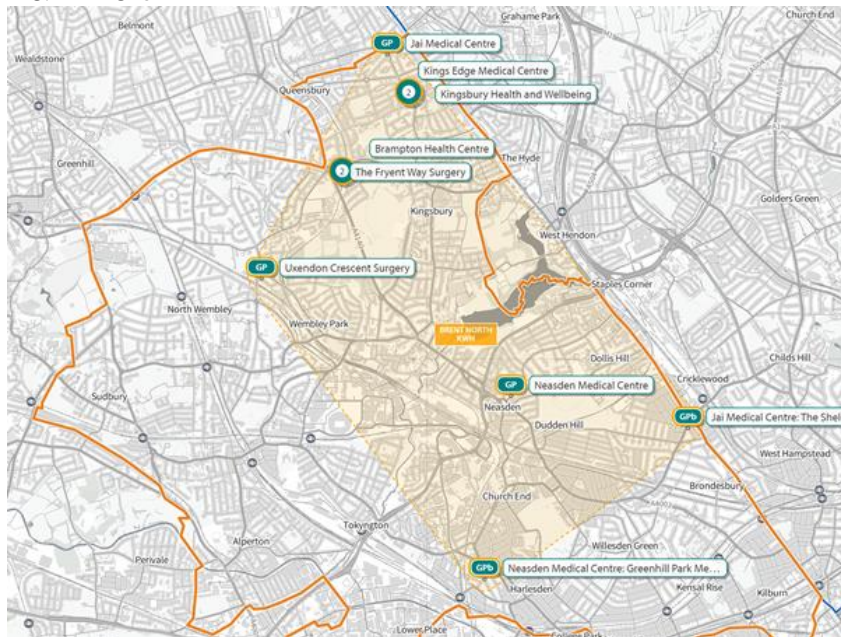 Belmont
Grahame Park
Church End
Wealdstone
GP
Jai Medical Centre
Kings Edge Medical Centre
Queensbury
2
Kingsbury Health and Wellbeing
Brampton Health Centre
The Hyde
Greenhill
2
The Fryent Way Surgery
Golders Green
Kingsbury
West Hendon
GP
Uxendon Crescent Surgery
Staples Corner
North Wembley
Wembley Park
BRENT NORTH
KWH
Dollis Hill
Childs Hill
GP
Neasden Medical Centre
Cricklewood
Sudbury
Neasden
GPb
Jai Medical Centre: The Shel
Dudden Hill
West Hampstead
Brondesbury
Church End
Tokyngton
Alperton
Willesden Green
Perivale
GPb
Neasden Medical Centre: Greenhill Park Me...
Harlesden
Kensal Rise
Kilburn
Lower Place
College Park